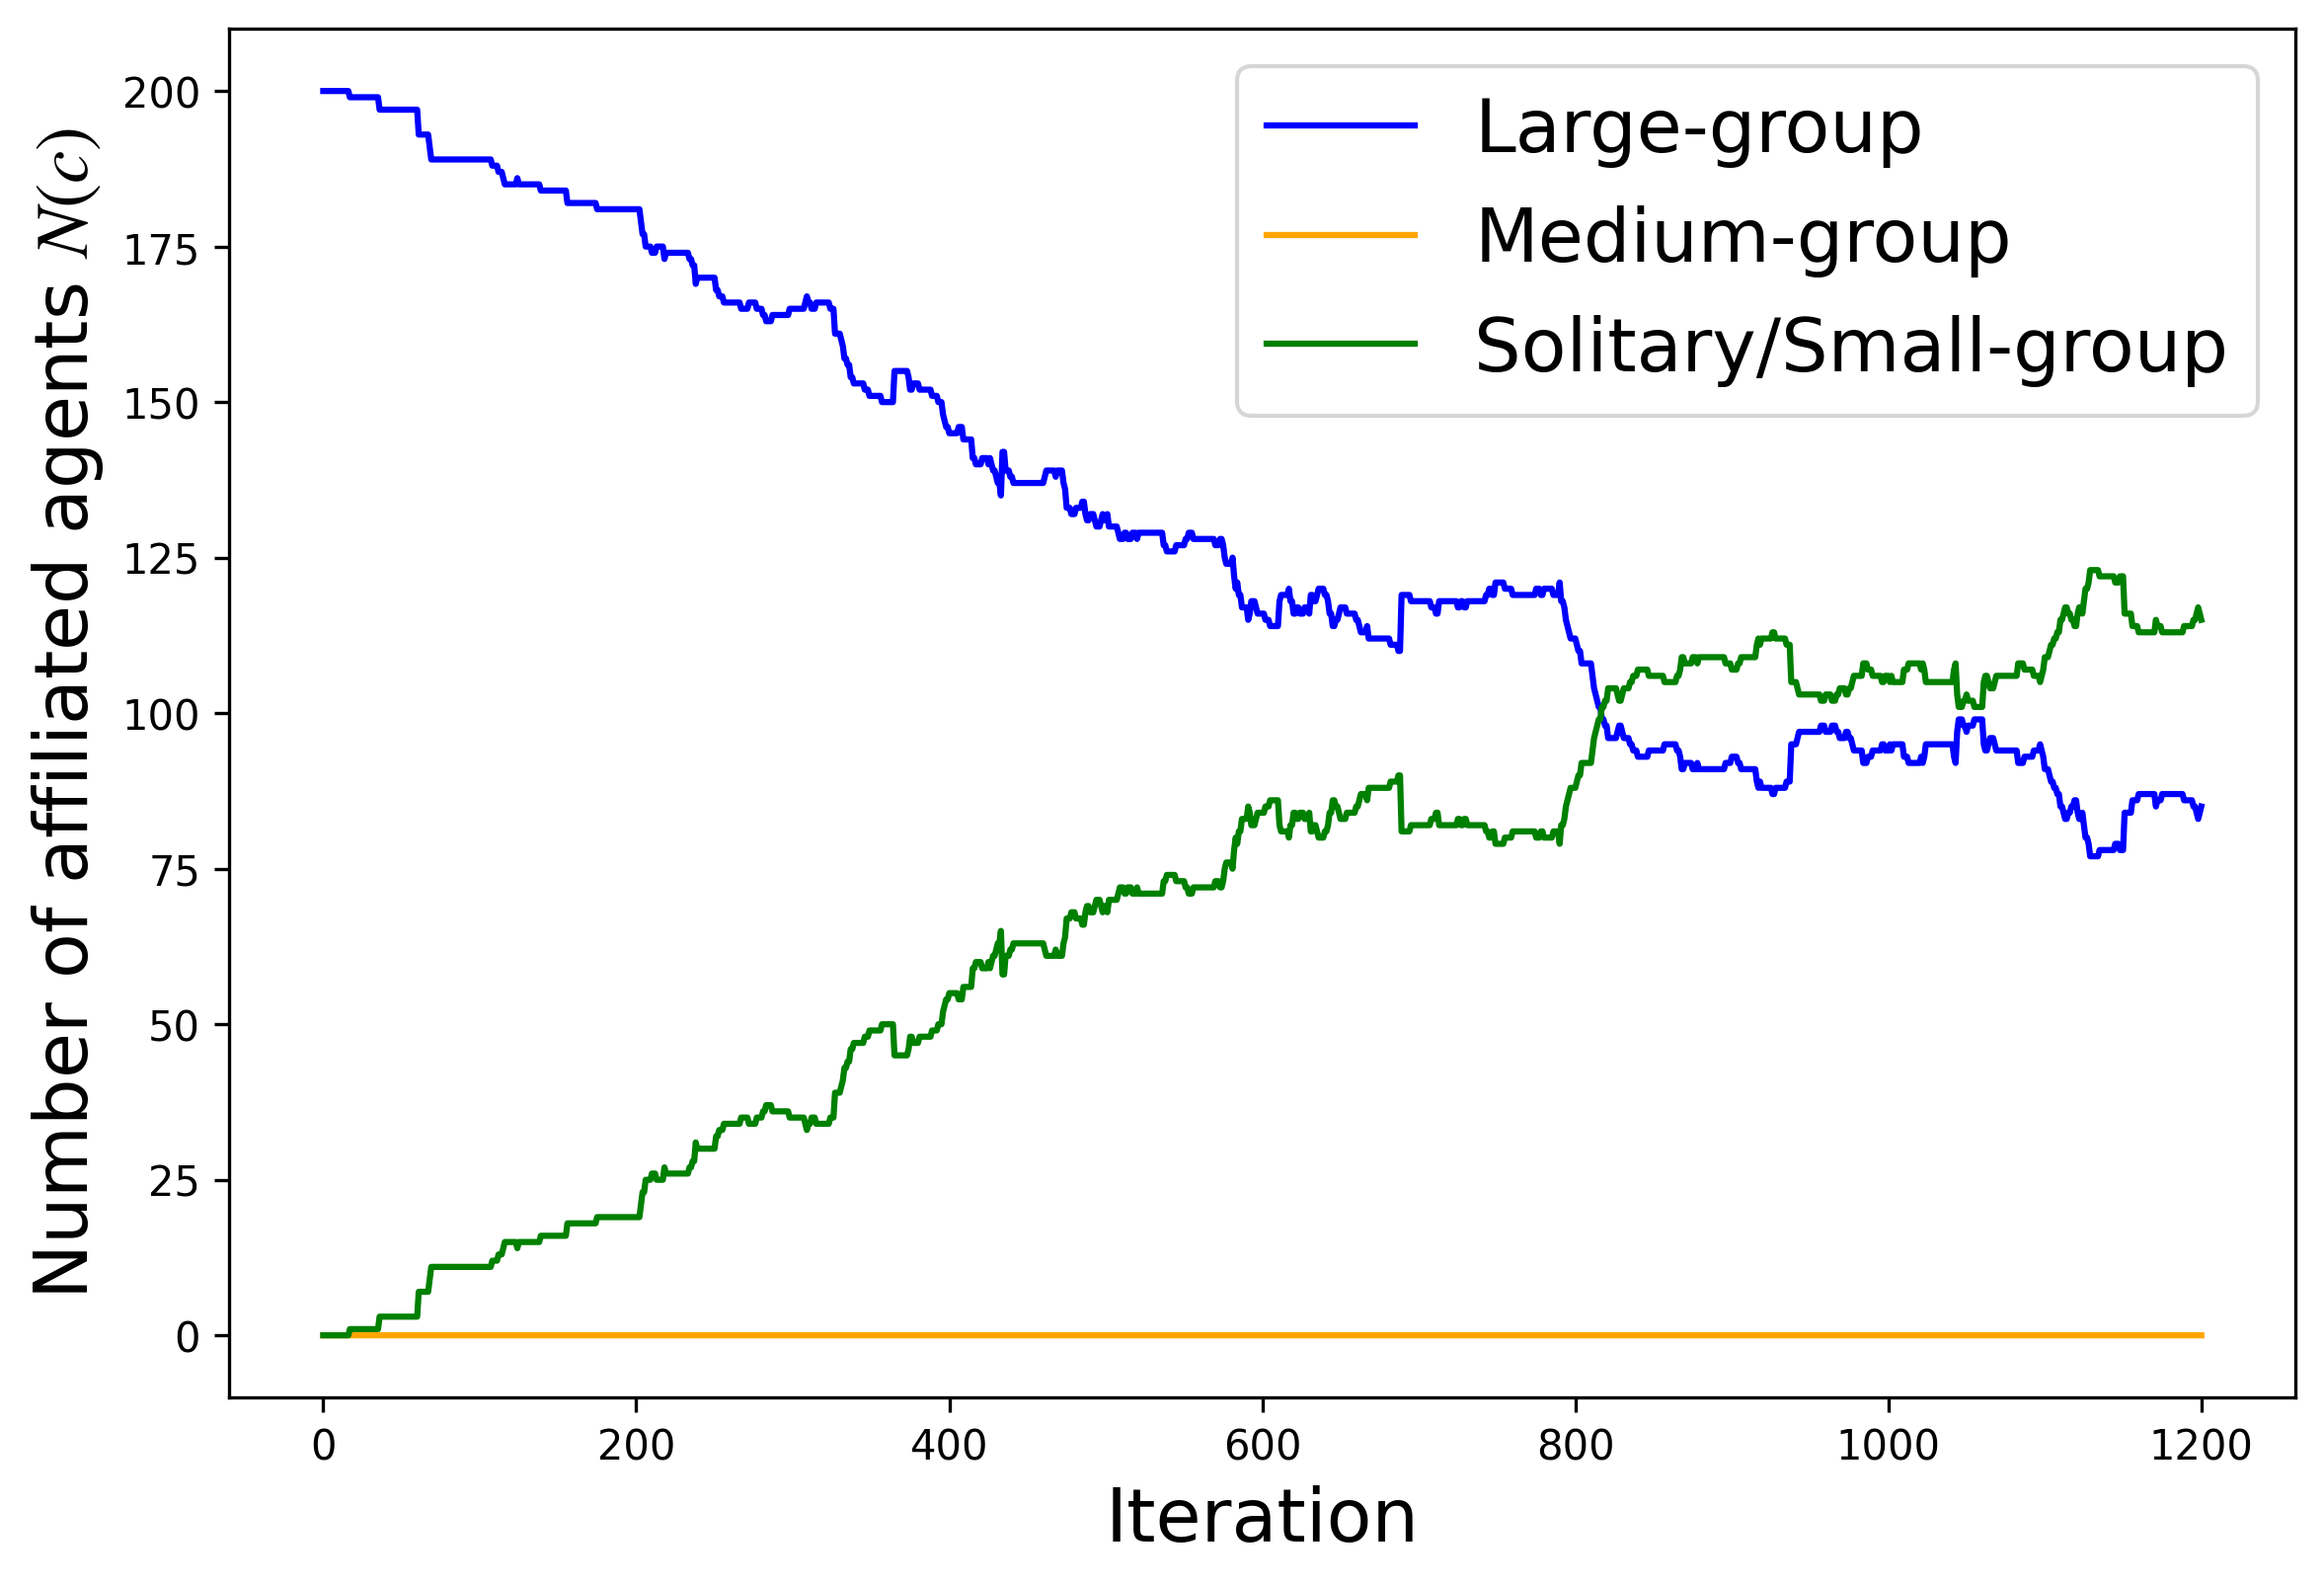 Number of affiliated agents N(c)
200
175
150
125
100
75
50
25
0
Large-group
Medium-group
Solitary/Small-group
0 200 400 600 800 1000 1200
Iteration